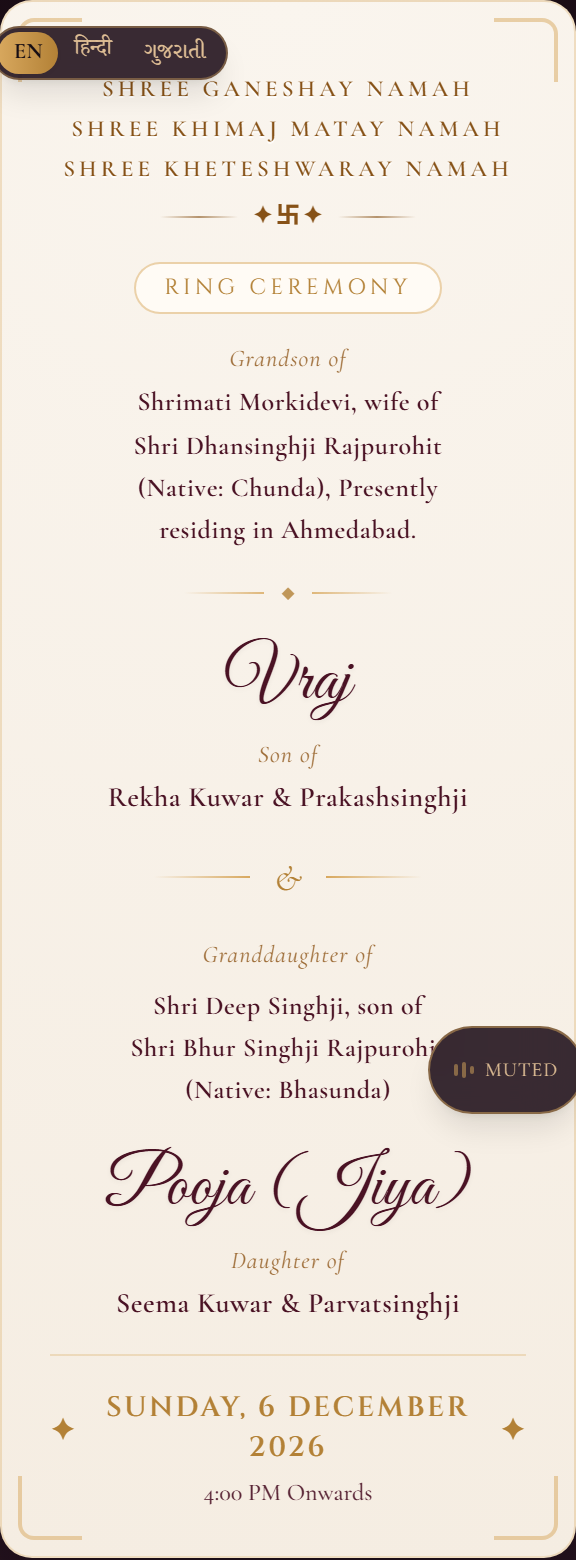 EN हिन्दी ગુજરાતી
SHREE GANESHAY NAMAH
SHREE KHIMAJ MATAY NAMAH
SHREE KHETESHWARAY NAMAH
✦卐✦
RING CEREMONY
Grandson of
Shrimati Morkidevi, wife of
Shri Dhansinghji Rajpurohit
(Native: Chunda), Presently
residing in Ahmedabad.
Vraj
Son of
Rekha Kuwar & Prakashsinghji
&
Granddaughter of
Shri Deep Singhji, son of
Shri Bhur Singhji
MUTED
(Native: Bhasunda)
Pooja (Jiya)
Daughter of
Seema Kuwar & Parvatsinghji
SUNDAY, 6 DECEMBER
2026
4:00 PM Onwards